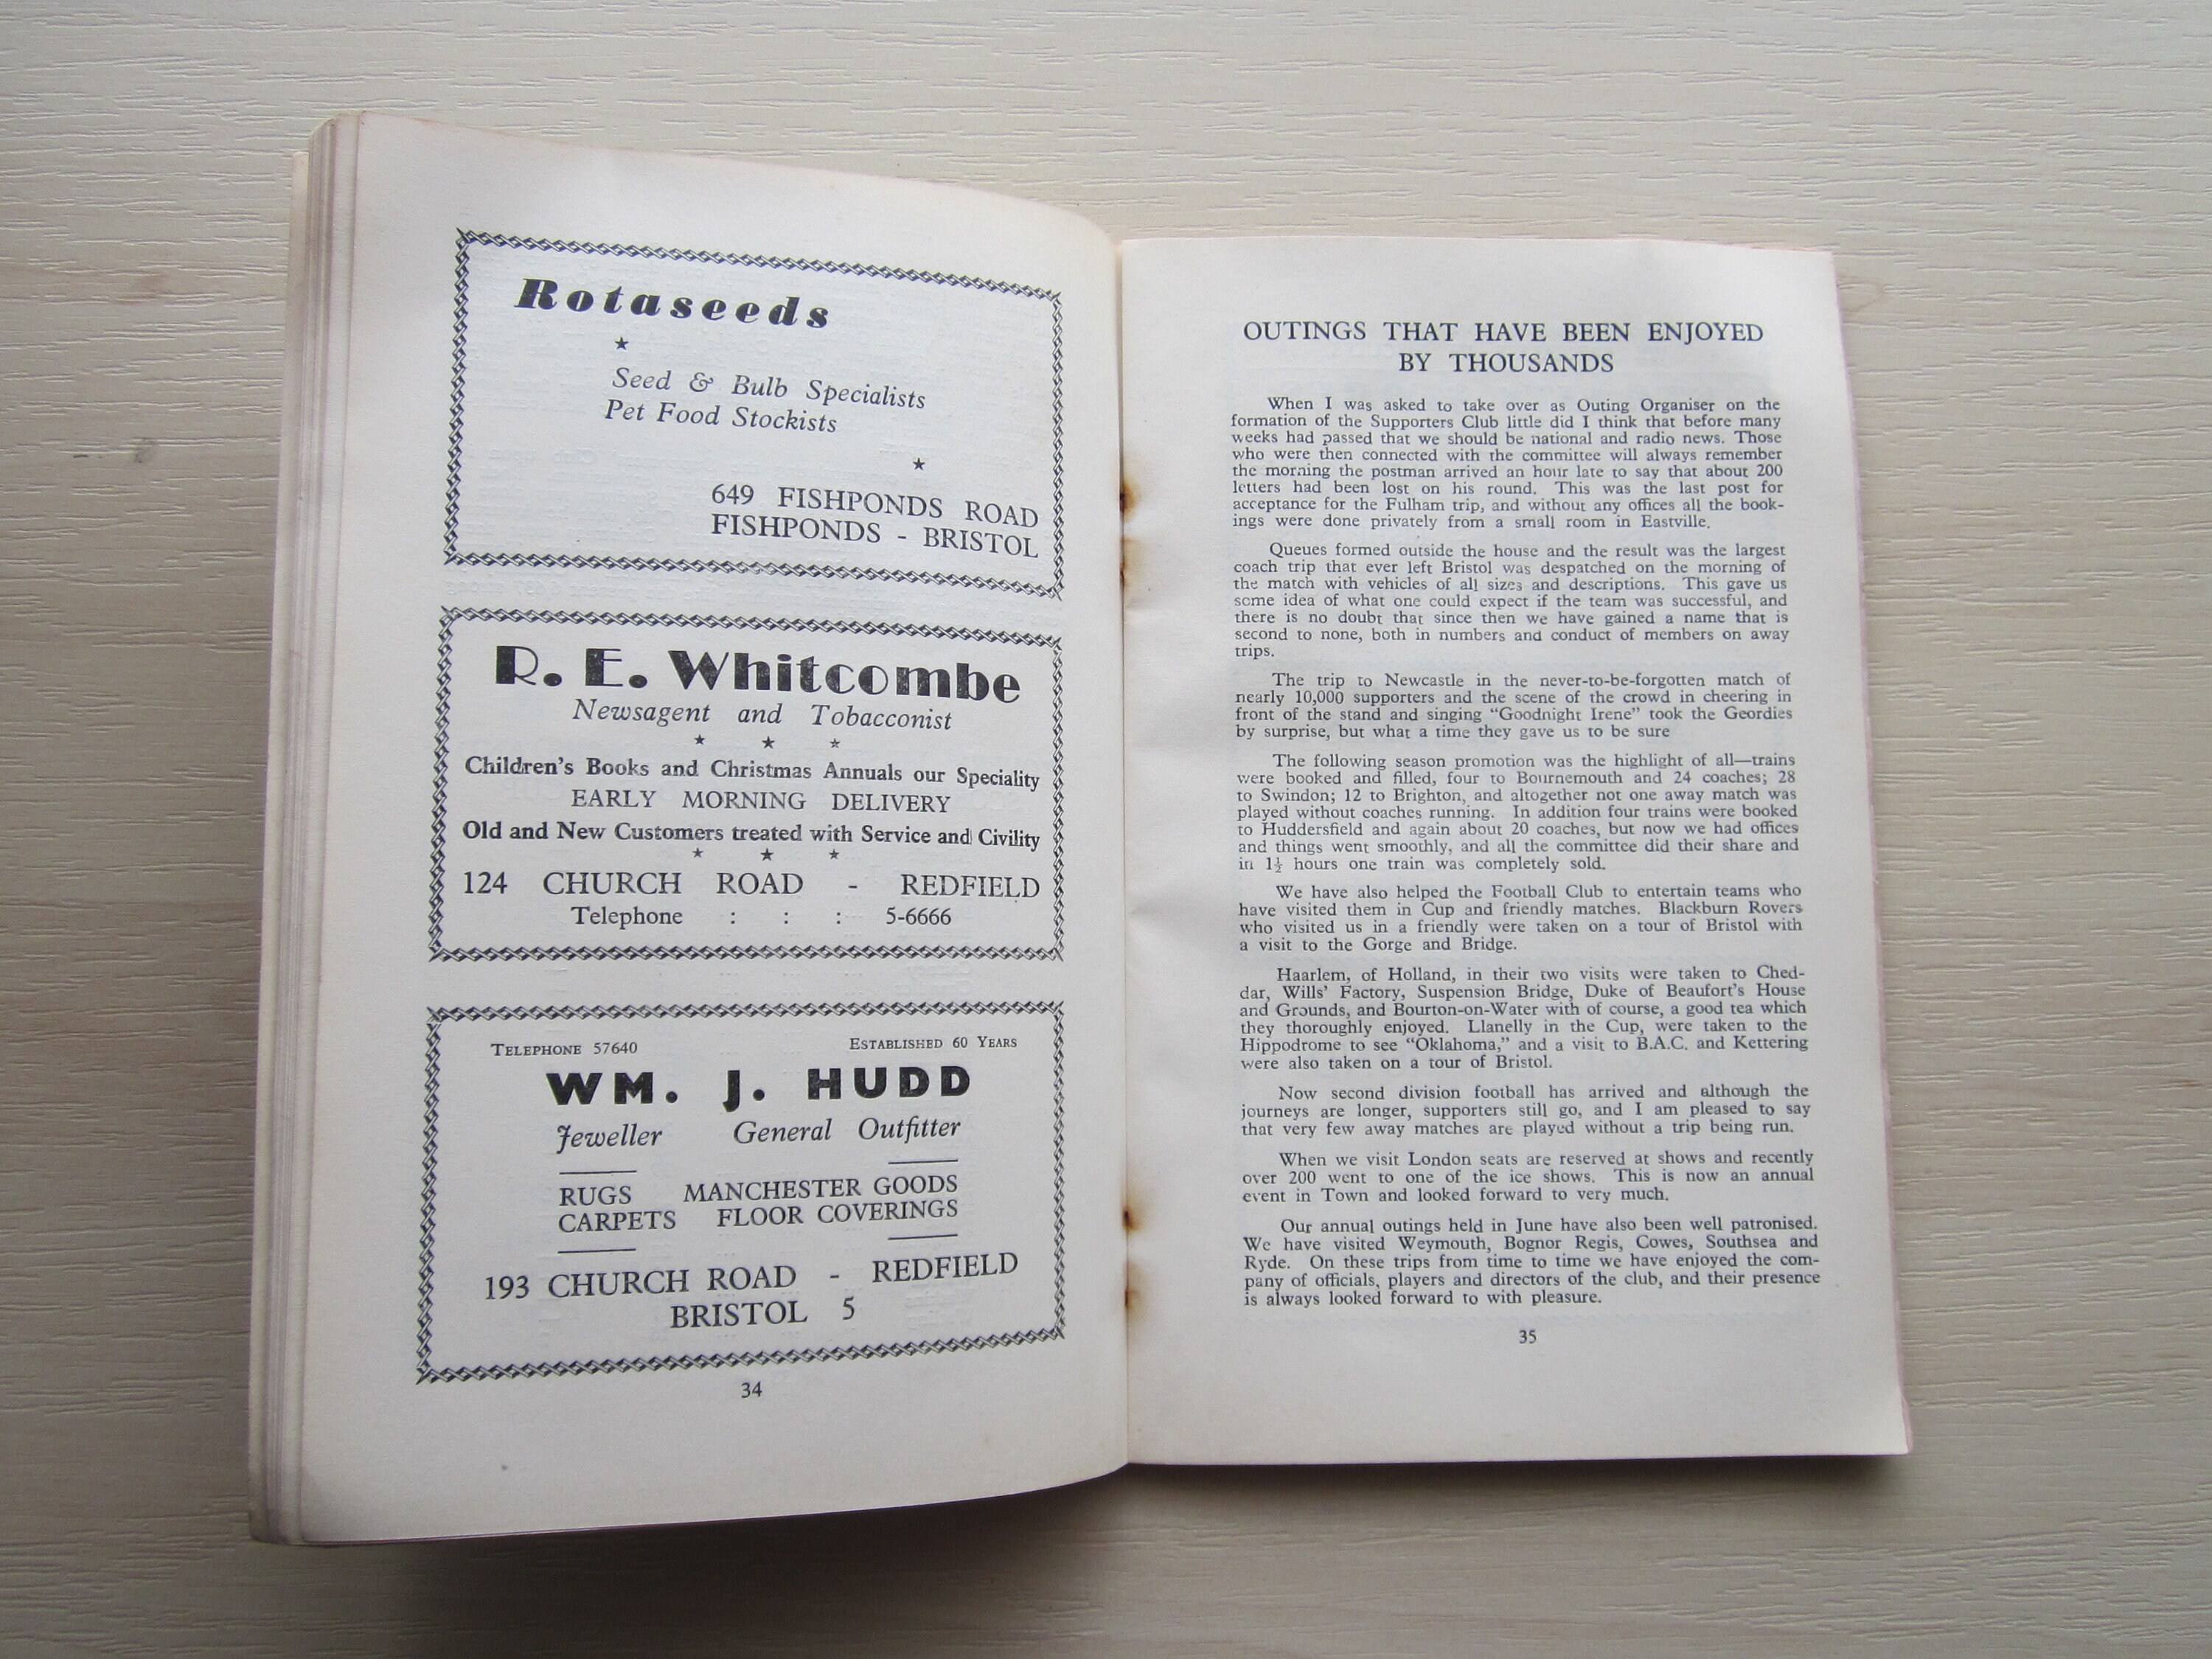 Rotaseeds
Seed & Bulb Specialists
Pet Food Stockists
649 FISHPONDS ROAD
FISHPONDS - BRISTOL
R. E. Whitcombe
Newsagent and Tobacconist
Children's Books and Christmas Annuals our Speciality
EARLY MORNING DELIVERY
Old and New Customers treated with Service and Civility
124 CHURCH ROAD - REDFIELD
Telephone : : : 5-6666
TELEPHONE 57640 ESTABLISHED 60 YEARS
WM. J. HUDD
Jeweller General Outfitter
RUGS MANCHESTER GOODS
CARPETS FLOOR COVERINGS
193 CHURCH ROAD - REDFIELD
BRISTOL 5
34
OUTINGS THAT HAVE BEEN ENJOYED
BY THOUSANDS
When I was asked to take over as Outing Organiser on the
formation of the Supporters Club little did I think that before many
weeks had passed that we should be national and radio news. Those
who were then connected with the committee will always remember
the morning the postman arrived an hour late to say that about 200
letters had been lost on his round. This was the last post for
acceptance for the Fulham trip, and without any offices all the book-
ings were done privately from a small room in Eastville.
Queues formed outside the house and the result was the largest
coach trip that ever left Bristol was despatched on the morning of
the match with vehicles of all sizes and descriptions. This gave us
some idea of what one could expect if the team was successful, and
there is no doubt that since then we have gained a name that is
second to none, both in numbers and conduct of members on away
trips.
The trip to Newcastle in the never-to-be-forgotten match of
nearly 10,000 supporters and the scene of the crowd in cheering in
front of the stand and singing "Goodnight Irene" took the Geordies
by surprise, but what a time they gave us to be sure
The following season promotion was the highlight of all—trains
were booked and filled, four to Bournemouth and 24 coaches; 28
to Swindon; 12 to Brighton, and altogether not one away match was
played without coaches running. In addition four trains were booked
to Huddersfield and again about 20 coaches, but now we had offices
and things went smoothly, and all the committee did their share and
in 1½ hours one train was completely sold.
We have also helped the Football Club to entertain teams who
have visited them in Cup and friendly matches. Blackburn Rovers
who visited us in a friendly were taken on a tour of Bristol with
a visit to the Gorge and Bridge.
Haarlem, of Holland, in their two visits were taken to Ched-
dar, Wills' Factory, Suspension Bridge, Duke of Beaufort's House
and Grounds, and Bourton-on-Water with of course, a good tea which
they thoroughly enjoyed. Llanelly in the Cup, were taken to the
Hippodrome to see "Oklahoma," and a visit to B.A.C. and Kettering
were also taken on a tour of Bristol.
Now second division football has arrived and although the
journeys are longer, supporters still go, and I am pleased to say
that very few away matches are played without a trip being run.
When we visit London seats are reserved at shows and recently
over 200 went to one of the ice shows. This is now an annual
event in Town and looked forward to very much.
Our annual outings held in June have also been well patronised.
We have visited Weymouth, Bognor Regis, Cowes, Southsea and
Ryde. On these trips from time to time we have enjoyed the com-
pany of officials, players and directors of the club, and their presence
is always looked forward to with pleasure.
35